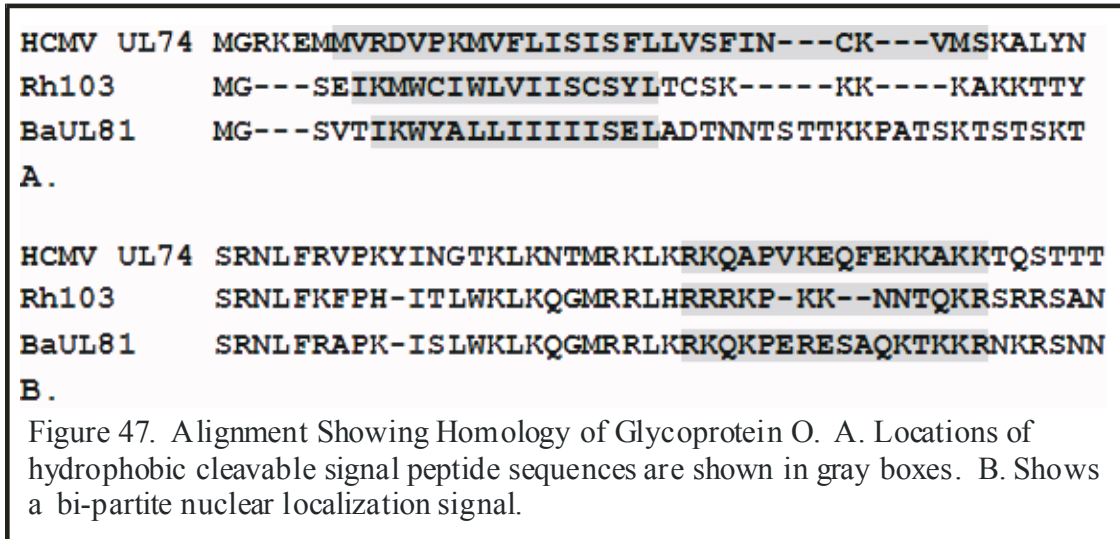 HCMV UL74 MGRKEMMVRDVPKMVFLISISFLLVSFIN---CK---VMSKALYN
Rh103 MG---SEIKMWCIWLVIISCSYLTCSK-----KK----KAKKTTY
BaUL81 MG---SVTIKWYALLIIIIISELADTNNTSTTKKPATSKTSTSKT
A.
HCMV UL74 SRNLFRVPKYINGTKLKNTMRKLKRKQAPVKEQFEKKAKKTQSTTT
Rh103 SRNLFKFPH-ITLWKLKQGMRRLHRRRKP-KK--NNTQKRSRRSAN
BaUL81 SRNLFRAPK-ISLWKLKQGMRRLKRKQKPERESAQKTKKRNKRSNN
B.
Figure 47. Alignment Showing Homology of Glycoprotein O. A. Locations of
hydrophobic cleavable signal peptide sequences are shown in gray boxes. B. Shows
a bi-partite nuclear localization signal.